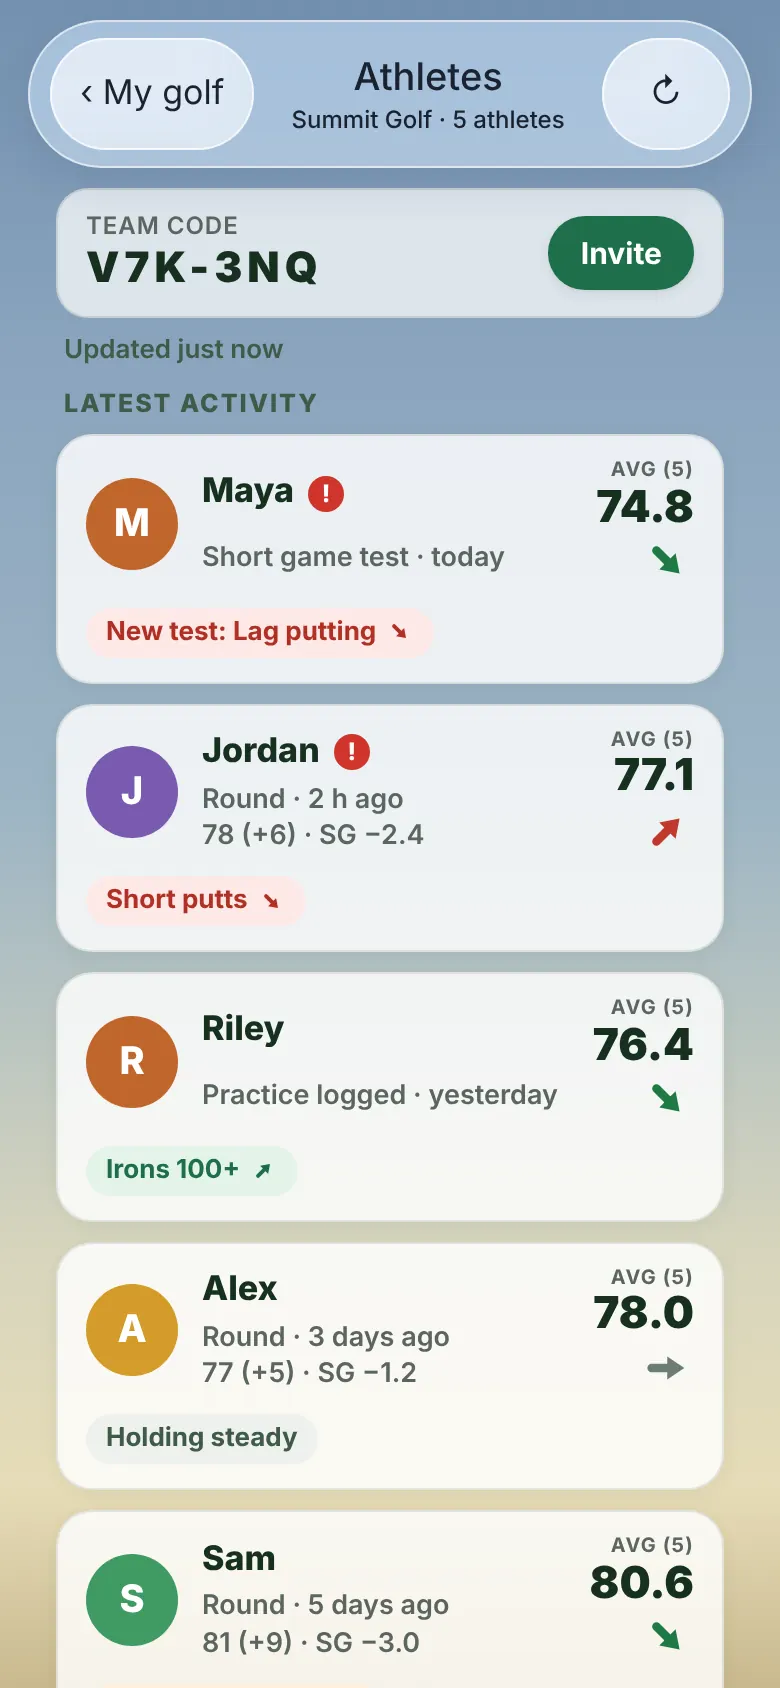 ‹ My golf
Athletes
Summit Golf · 5 athletes
TEAM CODE
V7K-3NQ
Invite
Updated just now
LATEST ACTIVITY
M
Maya !
Short game test · today
AVG (5)
74.8
New test: Lag putting ↘
J
Jordan !
Round · 2 h ago
78 (+6) · SG −2.4
AVG (5)
77.1
Short putts ↘
R
Riley
Practice logged · yesterday
AVG (5)
76.4
Irons 100+ ↗
A
Alex
Round · 3 days ago
77 (+5) · SG −1.2
AVG (5)
78.0
Holding steady
S
Sam
Round · 5 days ago
81 (+9) · SG −3.0
AVG (5)
80.6